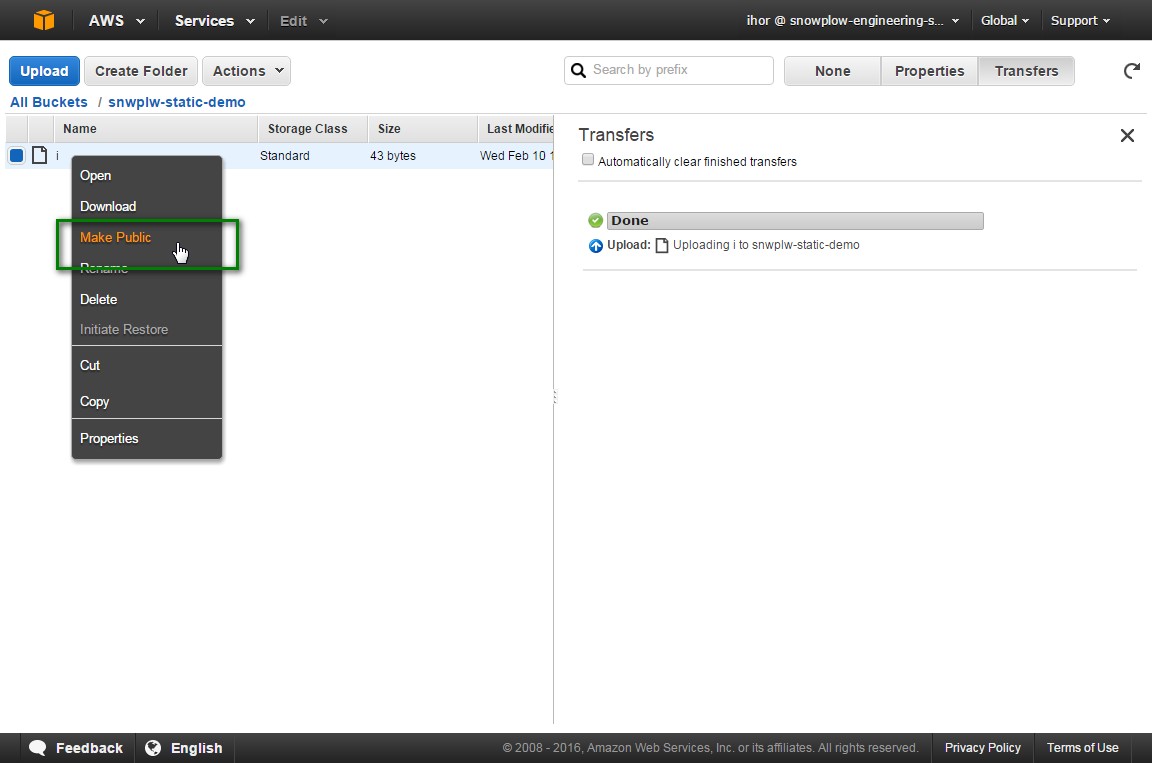 AWS Services Edit ihor @ snowplow-engineering-s... Global Support
Upload Create Folder Actions Search by prefix None Properties Transfers
All Buckets / snwplw-static-demo
Name Storage Class Size Last Modifie
i Standard 43 bytes Wed Feb 10 1
Open
Download
Make Public
Rename
Delete
Initiate Restore
Cut
Copy
Properties
Transfers
Automatically clear finished transfers
Done
Upload: Uploading i to snwplw-static-demo
Feedback English © 2008 - 2016, Amazon Web Services, Inc. or its affiliates. All rights reserved. Privacy Policy Terms of Use